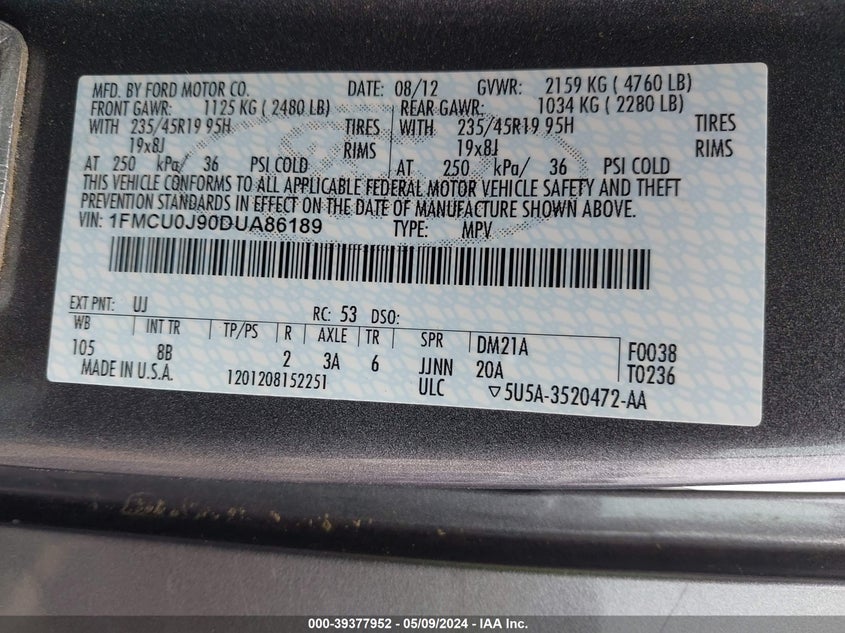 MFD. BY FORD MOTOR CO. DATE: 08/12 GVWR: 2159 KG ( 4760 LB)
FRONT GAWR: 1125 KG ( 2480 LB) REAR GAWR: 1034 KG ( 2280 LB)
WITH 235/45R19 95H TIRES WITH 235/45R19 95H TIRES
19x8J RIMS 19x8J RIMS
AT 250 kPa/ 36 PSI COLD AT 250 kPa/ 36 PSI COLD
THIS VEHICLE CONFORMS TO ALL APPLICABLE FEDERAL MOTOR VEHICLE SAFETY AND THEFT
PREVENTION STANDARDS IN EFFECT ON THE DATE OF MANUFACTURE SHOWN ABOVE.
VIN: 1FMCU0J90DUA86189 TYPE: MPV
EXT PNT: UJ RC: 53 DSO:
WB INT TR TP/PS R AXLE TR SPR DM21A F0038
105 8B 2 3A 6 JJNN 20A T0236
MADE IN U.S.A. 1201208152251 ULC ▽5U5A-3520472-AA
000-39377952 - 05/09/2024 - IAA Inc.